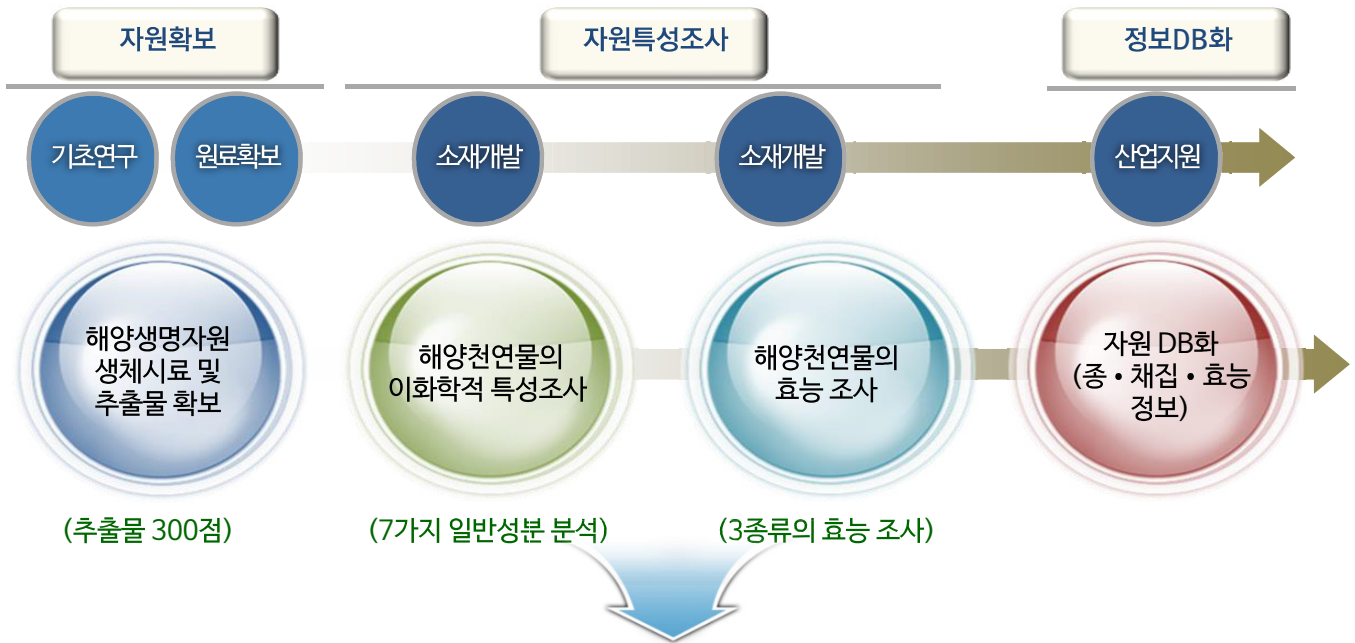 자원확보
자원특성조사
정보DB화
기초연구
원료확보
소재개발
소재개발
산업지원
해양생명자원
생체시료 및
추출물 확보
해양천연물의
이화학적 특성조사
해양천연물의
효능 조사
자원 DB화
(종・채집・효능
정보)
(추출물 300점)
(7가지 일반성분 분석)
(3종류의 효능 조사)